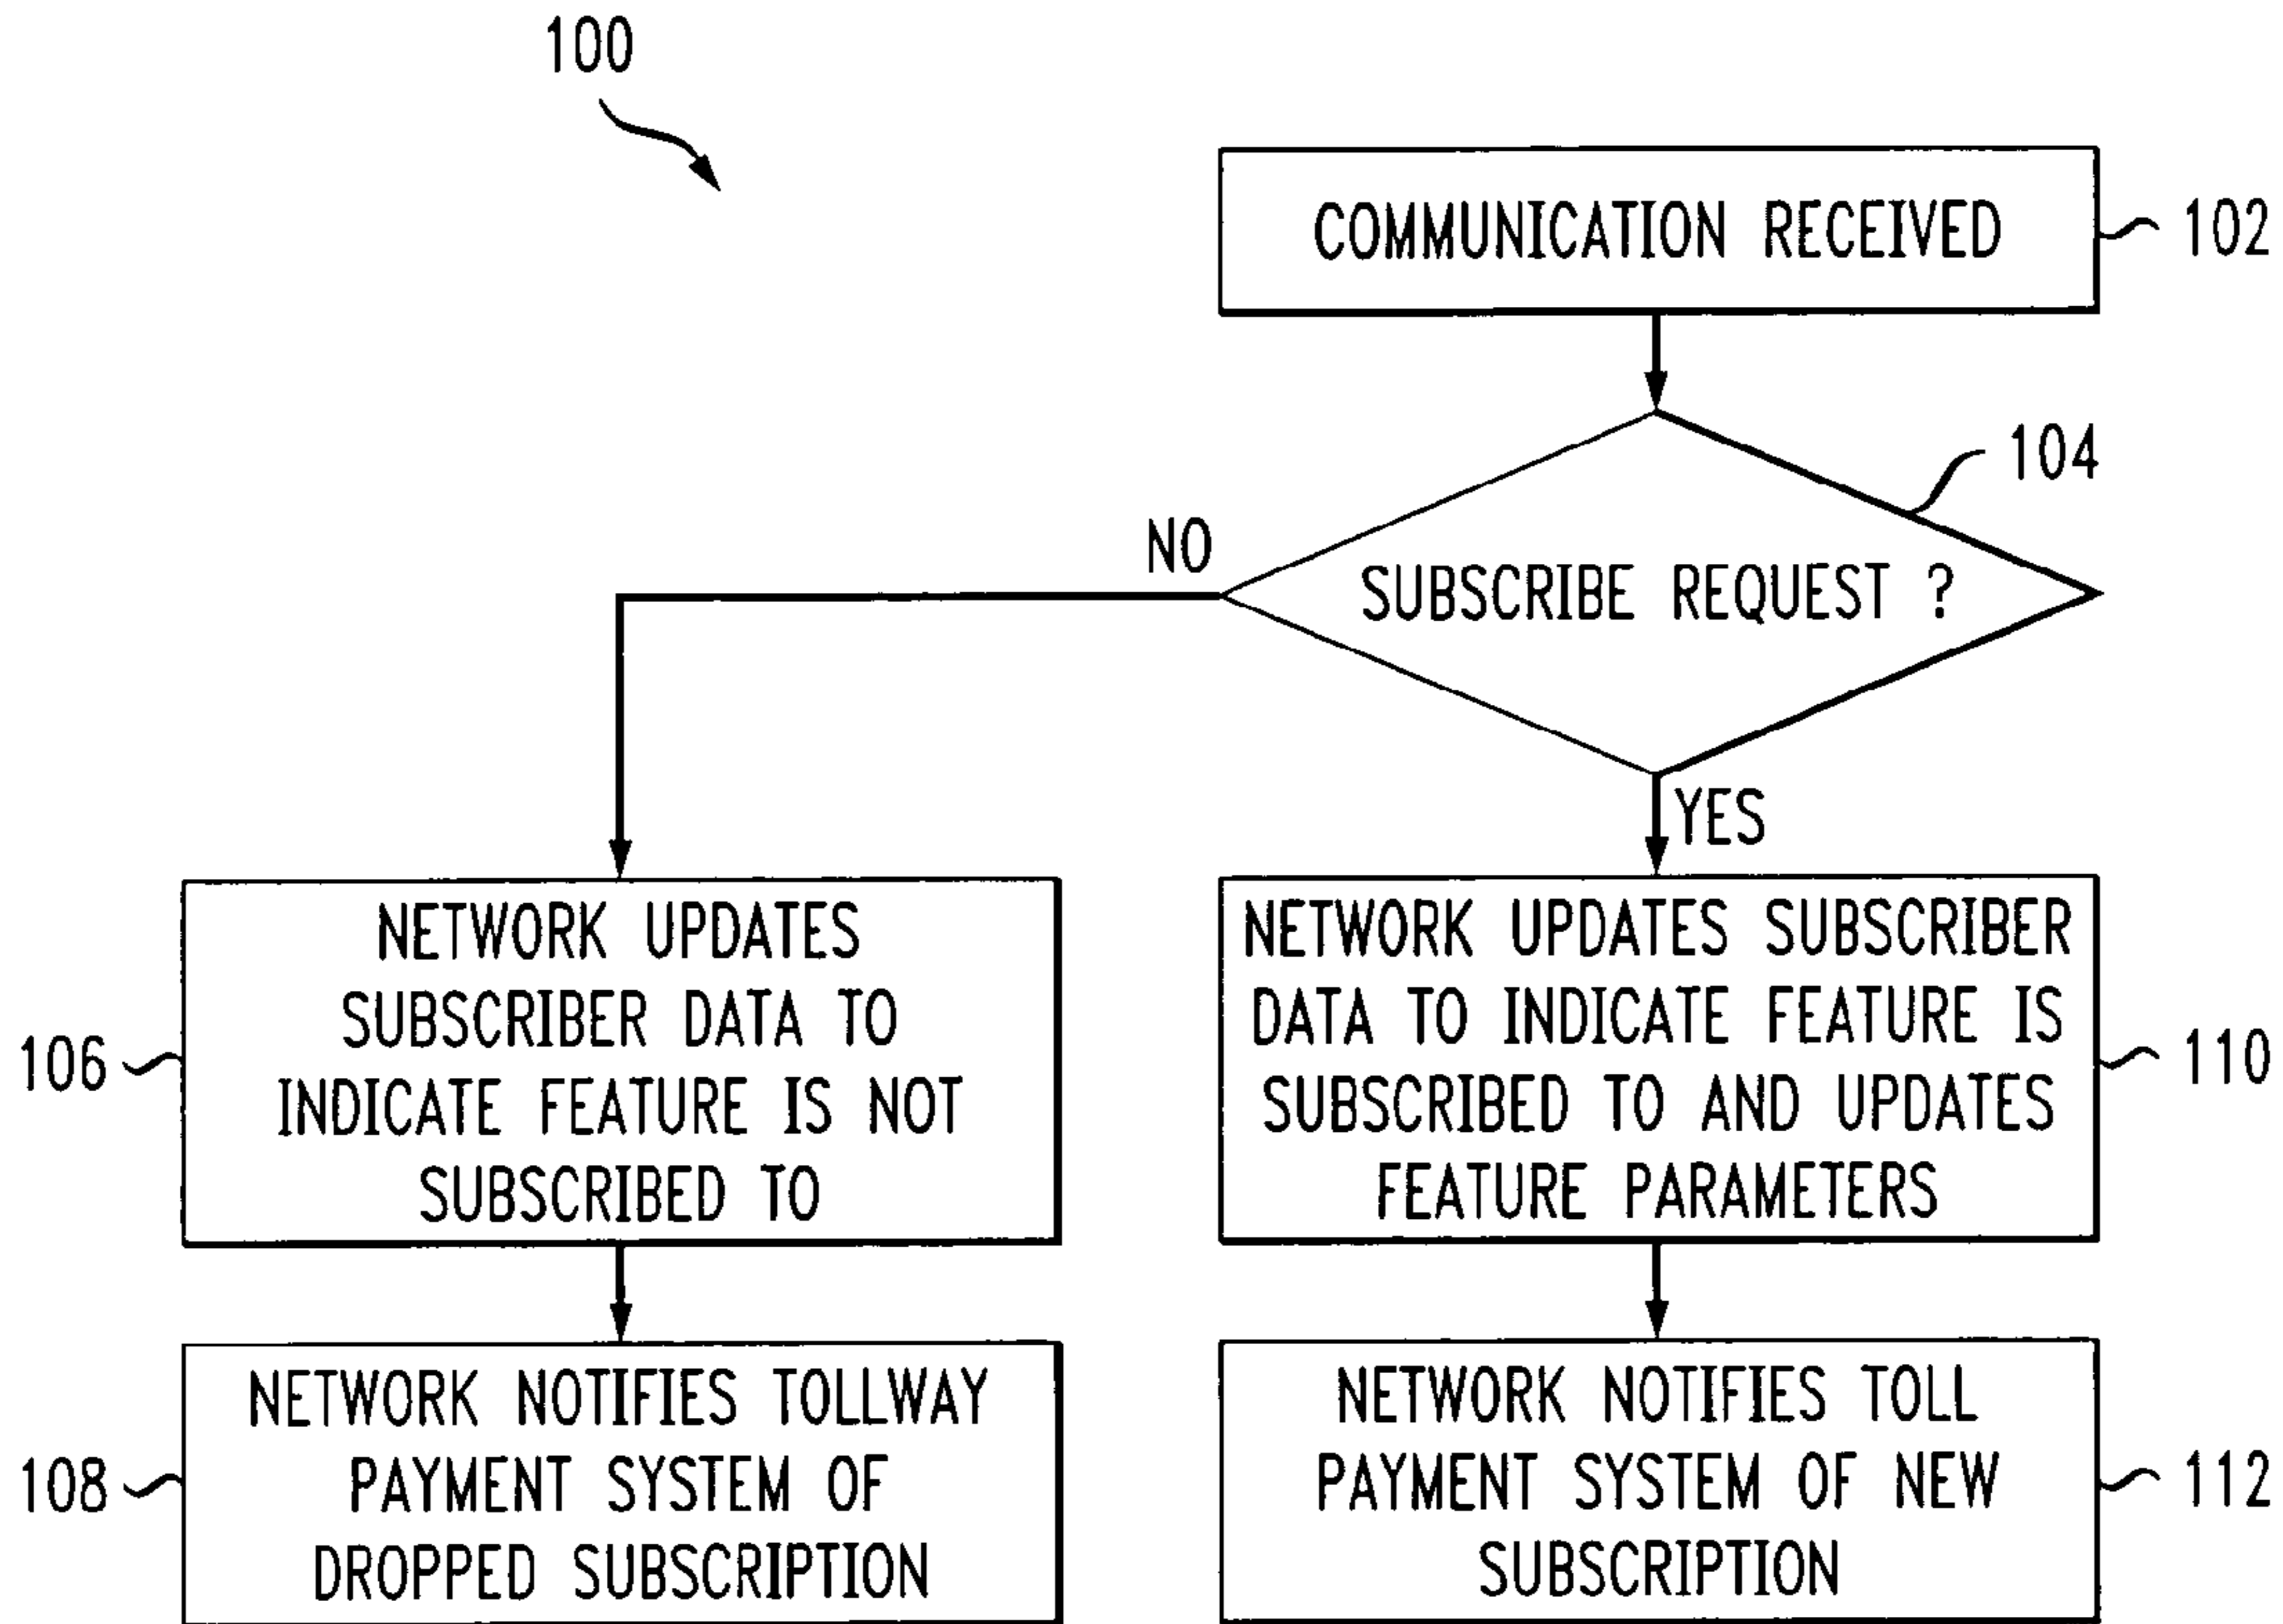 100
COMMUNICATION RECEIVED
102
104
SUBSCRIBE REQUEST ?
NO
YES
NETWORK UPDATES
SUBSCRIBER DATA TO
INDICATE FEATURE IS NOT
SUBSCRIBED TO
106
NETWORK UPDATES SUBSCRIBER
DATA TO INDICATE FEATURE IS
SUBSCRIBED TO AND UPDATES
FEATURE PARAMETERS
110
NETWORK NOTIFIES TOLLWAY
PAYMENT SYSTEM OF
DROPPED SUBSCRIPTION
108
NETWORK NOTIFIES TOLL
PAYMENT SYSTEM OF NEW
SUBSCRIPTION
112